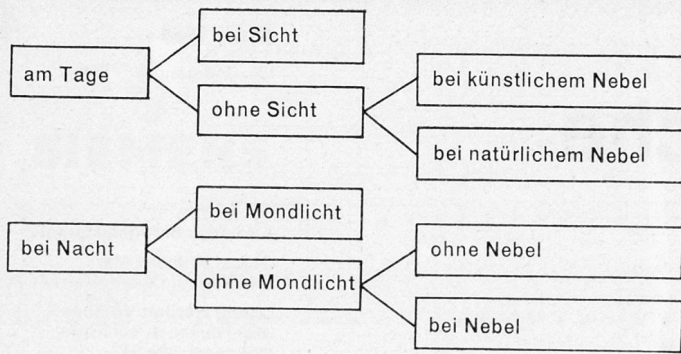 am Tage
bei Sicht
ohne Sicht
bei künstlichem Nebel
bei natürlichem Nebel
bei Nacht
bei Mondlicht
ohne Mondlicht
ohne Nebel
bei Nebel